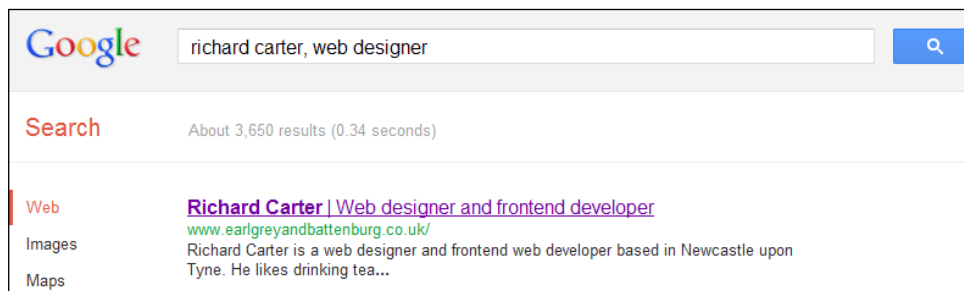 Google
richard carter, web designer
Search
About 3,650 results (0.34 seconds)
Web
Images
Maps
Richard Carter | Web designer and frontend developer
www.earlgreyandbattenburg.co.uk/
Richard Carter is a web designer and frontend web developer based in Newcastle upon
Tyne. He likes drinking tea...